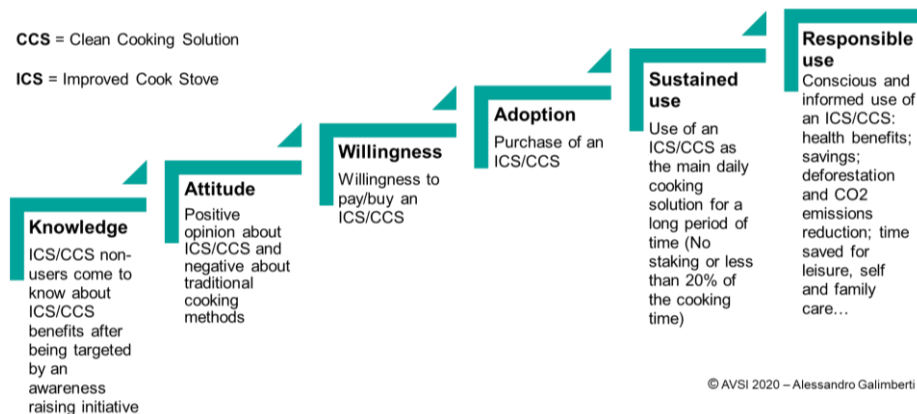 CCS = Clean Cooking Solution
ICS = Improved Cook Stove
Knowledge
ICS/CCS non-
users come to
know about
ICS/CCS
benefits after
being targeted
by an
awareness
raising initiative
Attitude
Positive
opinion about
ICS/CCS and
negative about
traditional
cooking
methods
Willingness
Willingness to
pay/buy an
ICS/CCS
Adoption
Purchase of an
ICS/CCS
Sustained
use
Use of an
ICS/CCS as
the main daily
cooking
solution for a
long period of
time (No
staking or less
than 20% of
the cooking
time)
Responsible
use
Conscious and
informed use of
an ICS/CCS:
health benefits;
savings;
deforestation
and CO2
emissions
reduction; time
saved for
leisure, self
and family
care…
© AVSI 2020 – Alessandro Galimberti